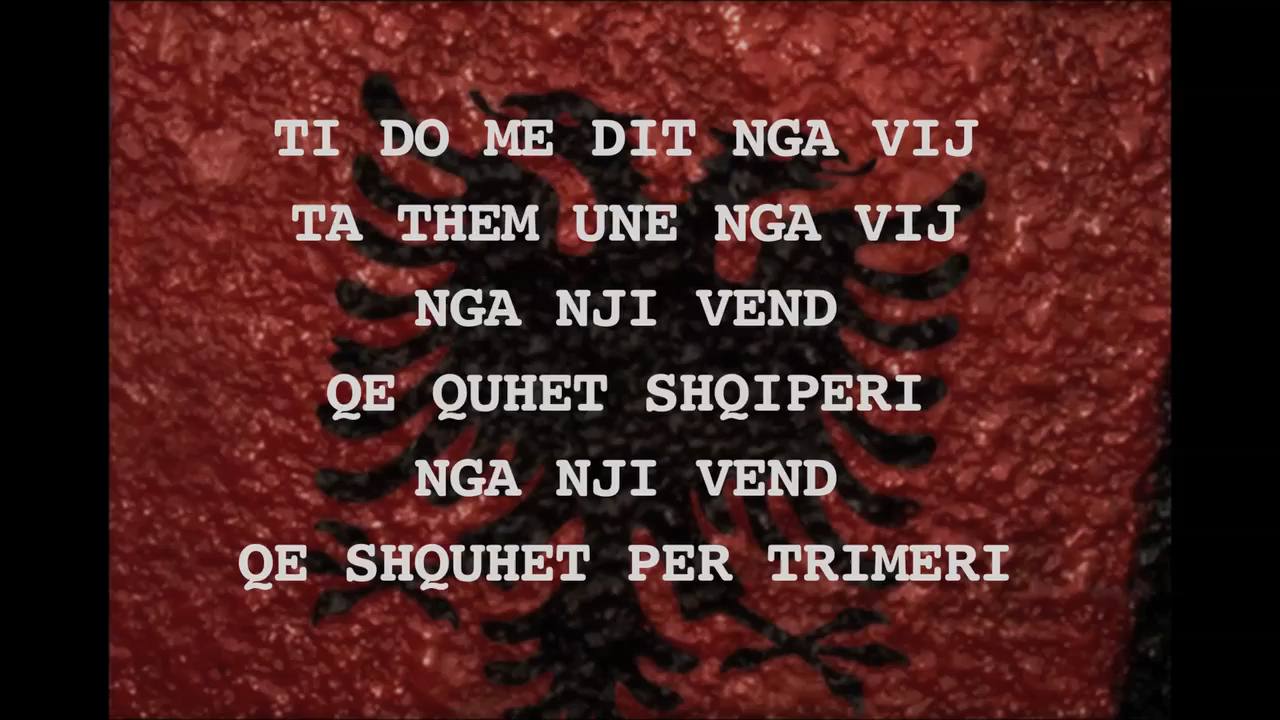 TI DO ME DIT NGA VIJ
TA THEM UNE NGA VIJ
NGA NJI VEND
QE QUHET SHQIPERI
NGA NJI VEND
QE SHQUHET PER TRIMERI